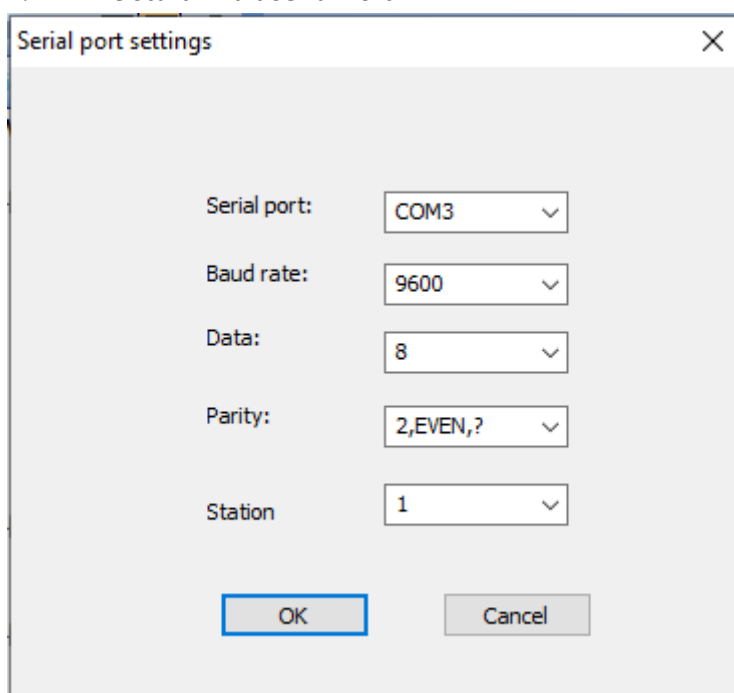 Serial port settings
Serial port: COM3
Baud rate: 9600
Data: 8
Parity: 2,EVEN,?
Station 1
OK Cancel